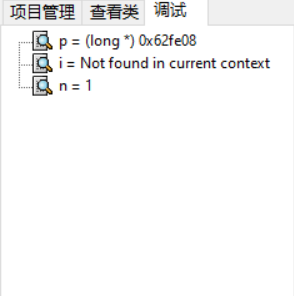 项目管理 查看类 调试
p = (long *) 0x62fe08
i = Not found in current context
n = 1